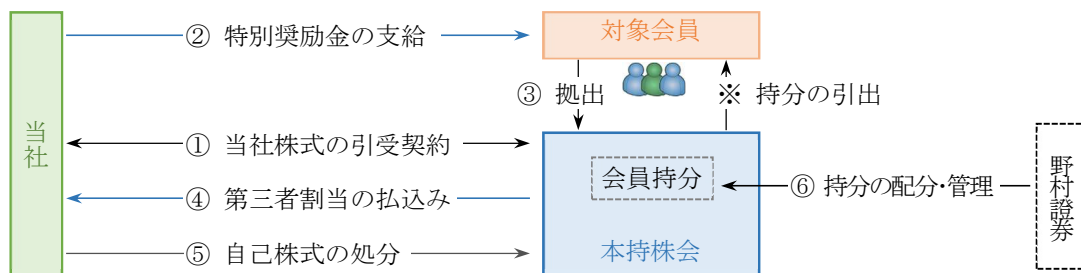 ② 特別奨励金の支給
対象会員
③ 拠出
※ 持分の引出
当社
① 当社株式の引受契約
会員持分
⑥ 持分の配分・管理
野村證券
④ 第三者割当の払込み
⑤ 自己株式の処分
本持株会